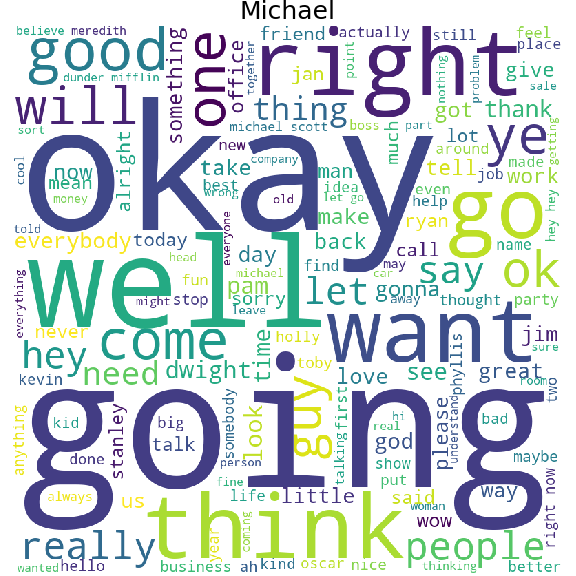 Michael
believe meredith
good
dunder mifflin
something
one
office
friend
actually
still
feel
place
together
right
point
nothing
problem
give
sale
jan
will
thing
got thank
sort
okay
michael scott
boss
part
ye
cool
now
mean
alright
take
new
company
man
much
lot
around
made
getting
best
wrong
idea
tell
job
work
hey hey
money
let go
even
help
told
everybody
today
everyone
old
make
ryan
go
name
back
call
well
day
find
gonna
say
ok
head
michael
car
may
everything
fun
pam
let
away
thought
party
might
stop
sorry
leave
never
come
want
jim
sure
hey
need
dwight
time
holly
toby
love
see
great
room
two
kevin
going
guy
look
first
phyllis
anything
kid
stanley
big
talk
somebody
hi
real
god
please
understand
bad
done
person
talking
show
put
maybe
always
us
fine
life
little
said
way
right now
year
coming
think
wow
woman
really
people
wanted
hello
business
ah
kind
oscar
nice
thinking
better